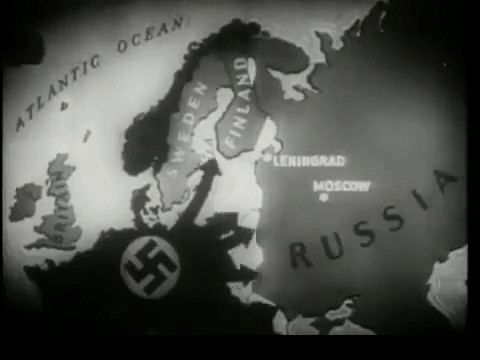 ATLANTIC OCEAN
SWEDEN
FINLAND
LENINGRAD
MOSCOW
RUSSIA